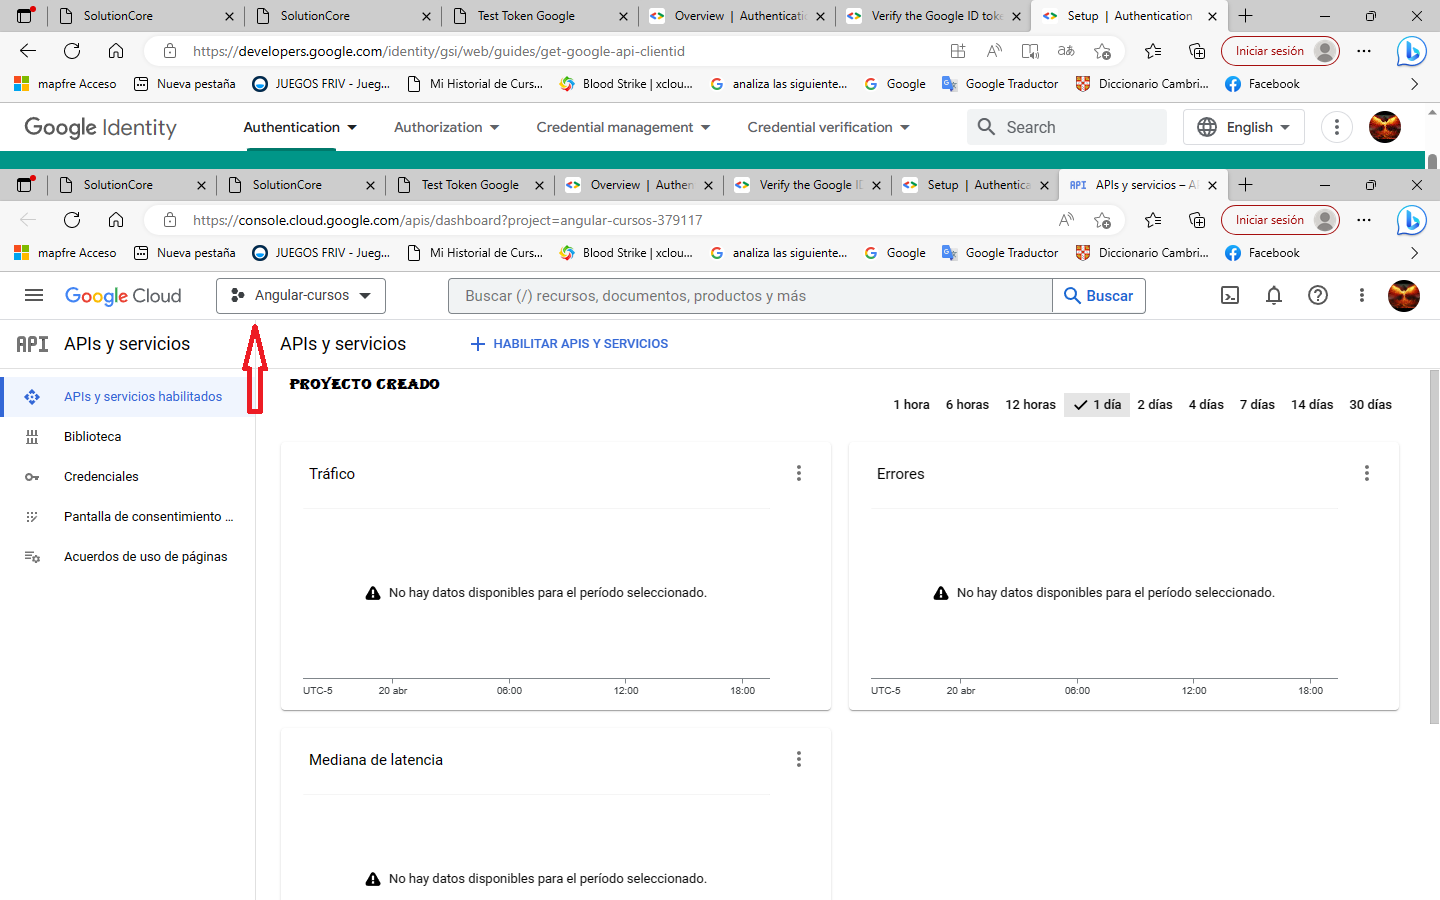 SolutionCore
SolutionCore
Test Token Google
Overview | Authenticati
Verify the Google ID toke
Setup | Authentication
https://developers.google.com/identity/gsi/web/guides/get-google-api-clientid
Iniciar sesión
mapfre Acceso
Nueva pestaña
JUEGOS FRIV - Jueg...
Mi Historial de Curs...
Blood Strike | xclou...
analiza las siguiente...
Google
Google Traductor
Diccionario Cambri...
Facebook
Google Identity
Authentication
Authorization
Credential management
Credential verification
Search
English
SolutionCore
SolutionCore
Test Token Google
Overview | Authen
Verify the Google ID
Setup | Authentica
API APIs y servicios – A
https://console.cloud.google.com/apis/dashboard?project=angular-cursos-379117
Iniciar sesión
mapfre Acceso
Nueva pestaña
JUEGOS FRIV - Jueg...
Mi Historial de Curs...
Blood Strike | xclou...
analiza las siguiente...
Google
Google Traductor
Diccionario Cambri...
Facebook
Google Cloud
Angular-cursos
Buscar (/) recursos, documentos, productos y más
Buscar
API APIs y servicios
APIs y servicios
HABILITAR APIS Y SERVICIOS
APIs y servicios habilitados
Biblioteca
Credenciales
Pantalla de consentimiento ...
Acuerdos de uso de páginas
PROYECTO CREADO
1 hora 6 horas 12 horas 1 día 2 días 4 días 7 días 14 días 30 días
Tráfico
No hay datos disponibles para el período seleccionado.
UTC-5 20 abr 06:00 12:00 18:00
Errores
No hay datos disponibles para el período seleccionado.
UTC-5 20 abr 06:00 12:00 18:00
Mediana de latencia
No hay datos disponibles para el período seleccionado.